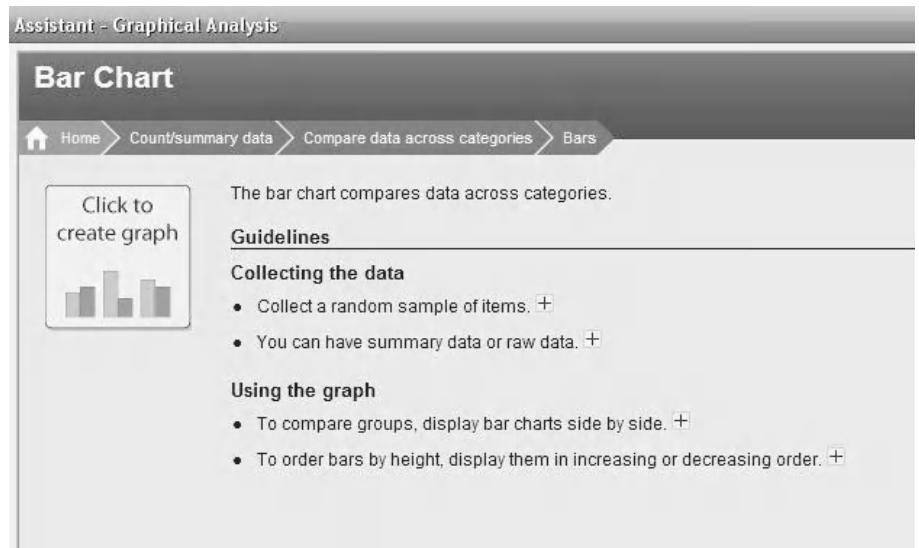 Assistant - Graphical Analysis
Bar Chart
Home Count/summary data Compare data across categories Bars
Click to
create graph
The bar chart compares data across categories.
Guidelines
Collecting the data
• Collect a random sample of items. +
• You can have summary data or raw data. +
Using the graph
• To compare groups, display bar charts side by side. +
• To order bars by height, display them in increasing or decreasing order. +